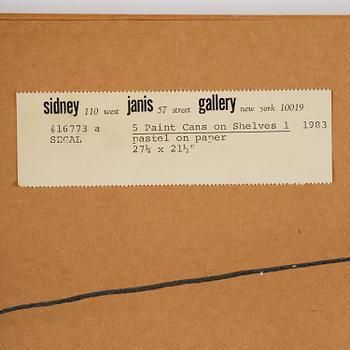 sidney 110 west janis 57 street gallery new york 10019
#16773 a 5 Paint Cans on Shelves 1 1983
SEGAL pastel on paper
27¼ x 21½"